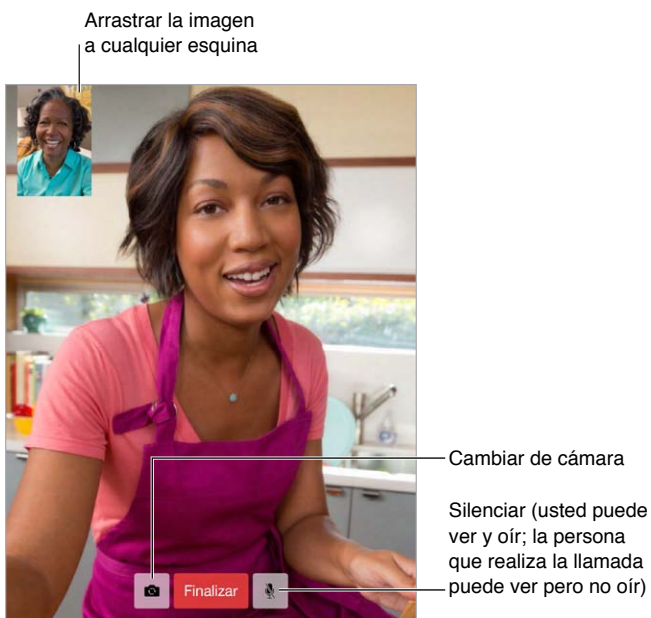 Arrastrar la imagen
a cualquier esquina
Cambiar de cámara
Silenciar (usted puede
ver y oír; la persona
que realiza la llamada
puede ver pero no oír)
Finalizar